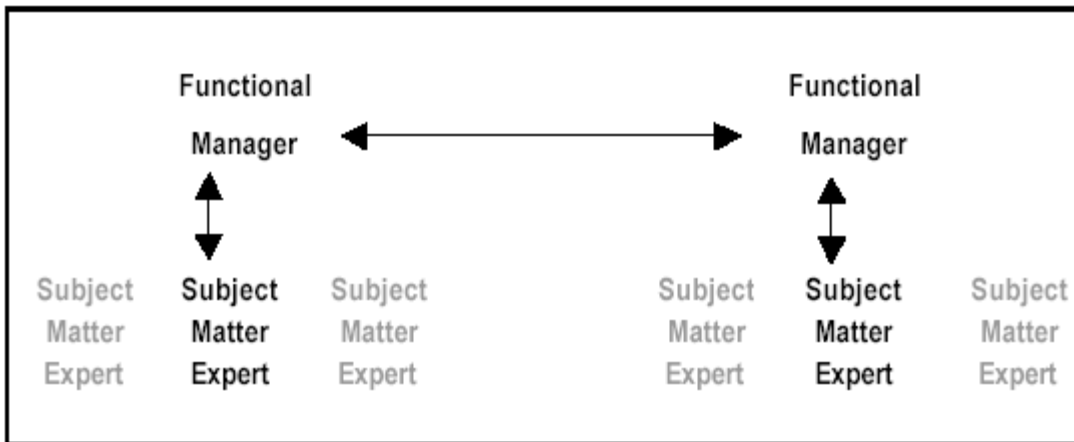 Functional
Manager
Functional
Manager
Subject Subject Subject Subject Subject Subject
Matter Matter Matter Matter Matter Matter
Expert Expert Expert Expert Expert Expert